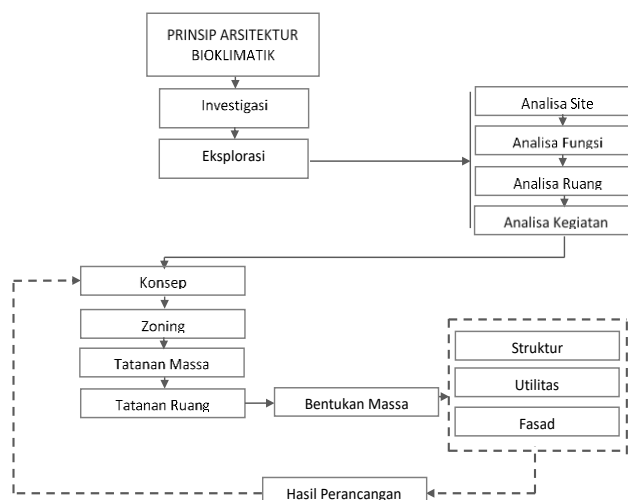 PRINSIP ARSITEKTUR
BIOKLIMATIK
Investigasi
Eksplorasi
Analisa Site
Analisa Fungsi
Analisa Ruang
Analisa Kegiatan
Konsep
Zoning
Tatanan Massa
Tatanan Ruang
Bentukan Massa
Struktur
Utilitas
Fasad
Hasil Perancangan